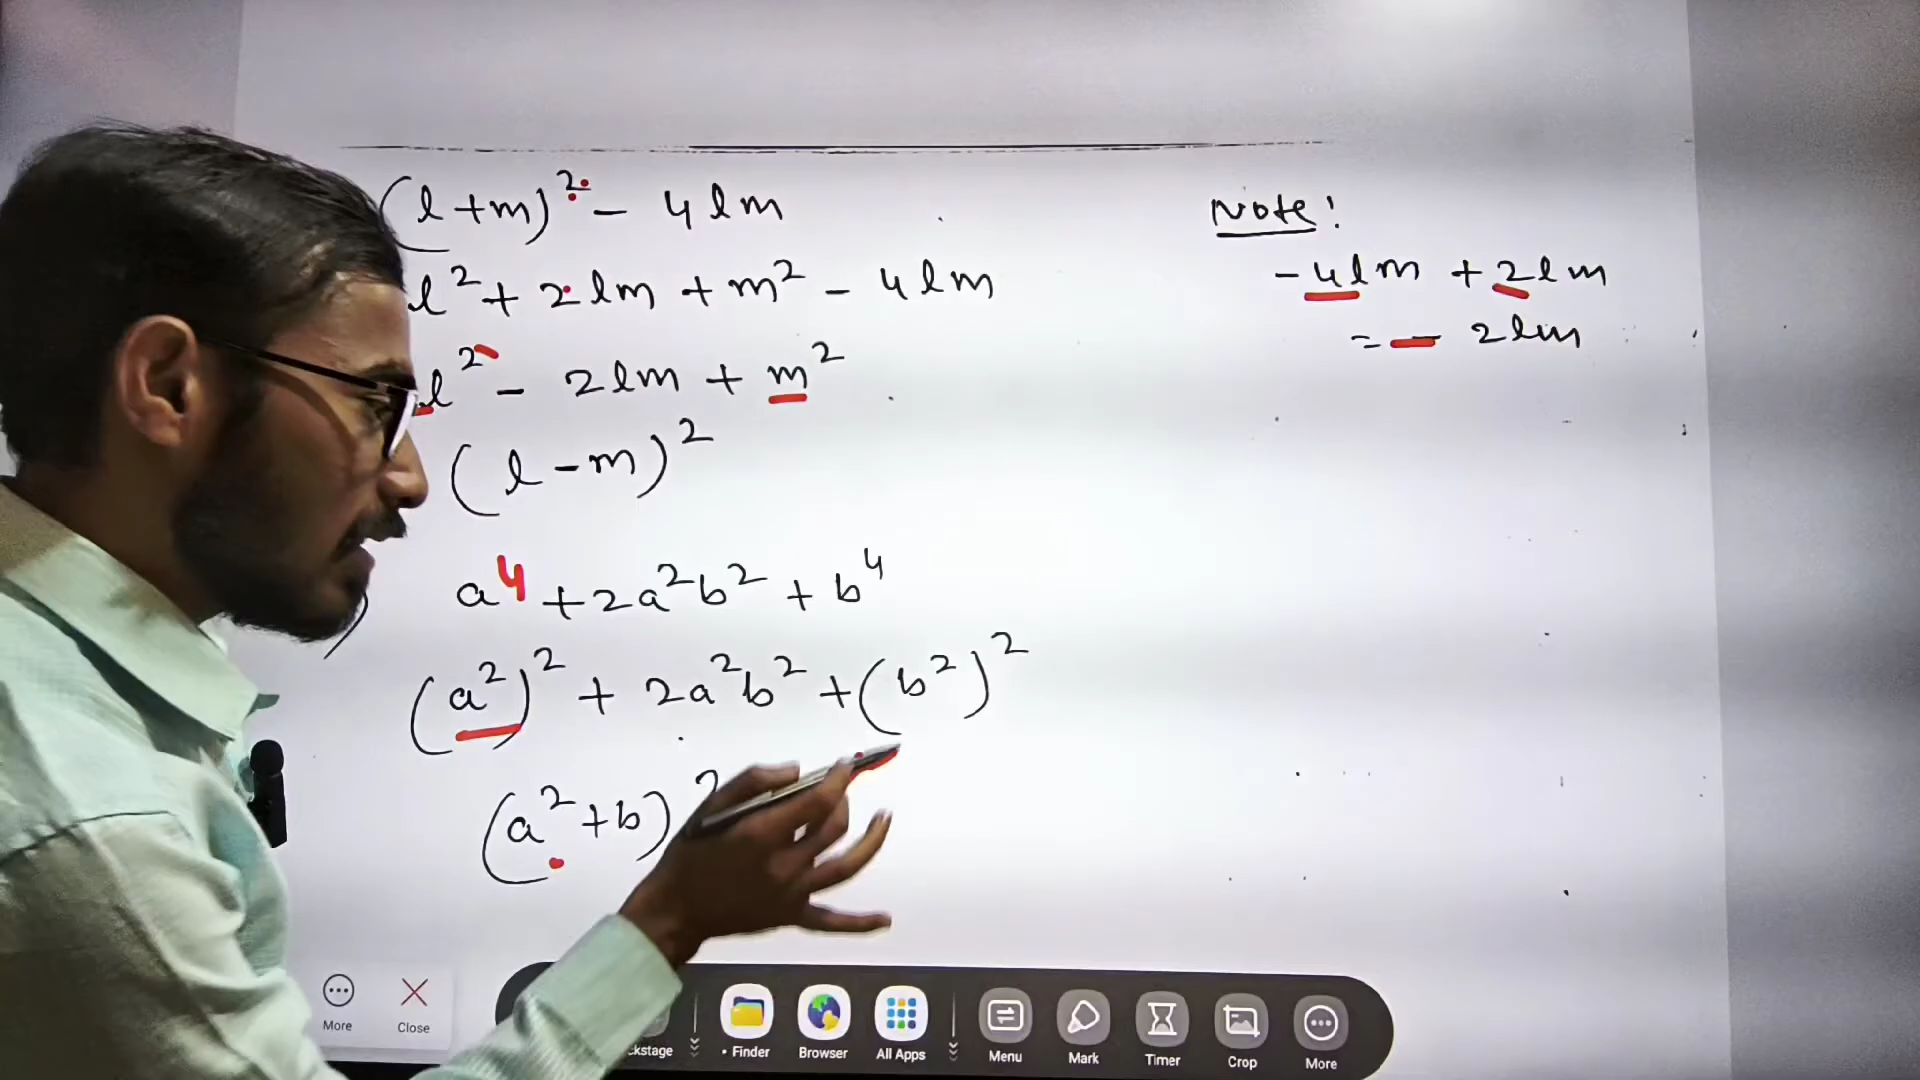 (l+m)² - 4lm
l² + 2lm + m² - 4lm
l² - 2lm + m²
(l-m)²
a⁴ + 2a²b² + b⁴
(a²)² + 2a²b² + (b²)²
(a²+b)²
Note!
-4lm + 2lm
= - 2lm
More
Close
ckstage
• Finder
Browser
All Apps
Menu
Mark
Timer
Crop
More